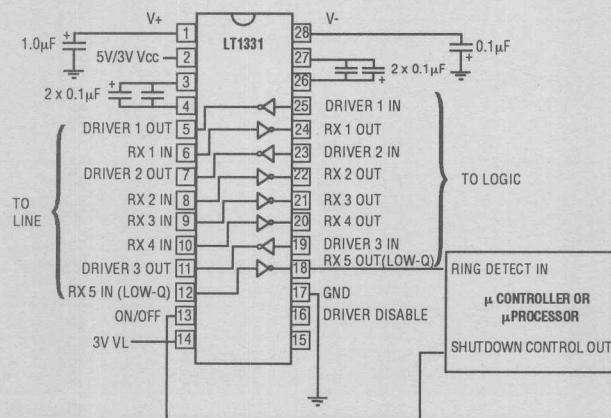 V+
V-
1.0µF
+
1
LT1331
28
+
0.1µF
5V/3V VCC
2
27
+
2 x 0.1µF
2 x 0.1µF
+
3
26
+
4
25
DRIVER 1 IN
DRIVER 1 OUT
5
24
RX 1 OUT
RX 1 IN
6
23
DRIVER 2 IN
DRIVER 2 OUT
7
22
RX 2 OUT
TO LOGIC
TO
LINE
RX 2 IN
8
21
RX 3 OUT
RX 3 IN
9
20
RX 4 OUT
RX 4 IN
10
19
DRIVER 3 IN
DRIVER 3 OUT
11
18
RX 5 OUT(LOW-Q)
RING DETECT IN
RX 5 IN (LOW-Q)
12
17
GND
µ CONTROLLER OR
µPROCESSOR
ON/OFF
13
16
DRIVER DISABLE
3V VL
14
15
SHUTDOWN CONTROL OUT